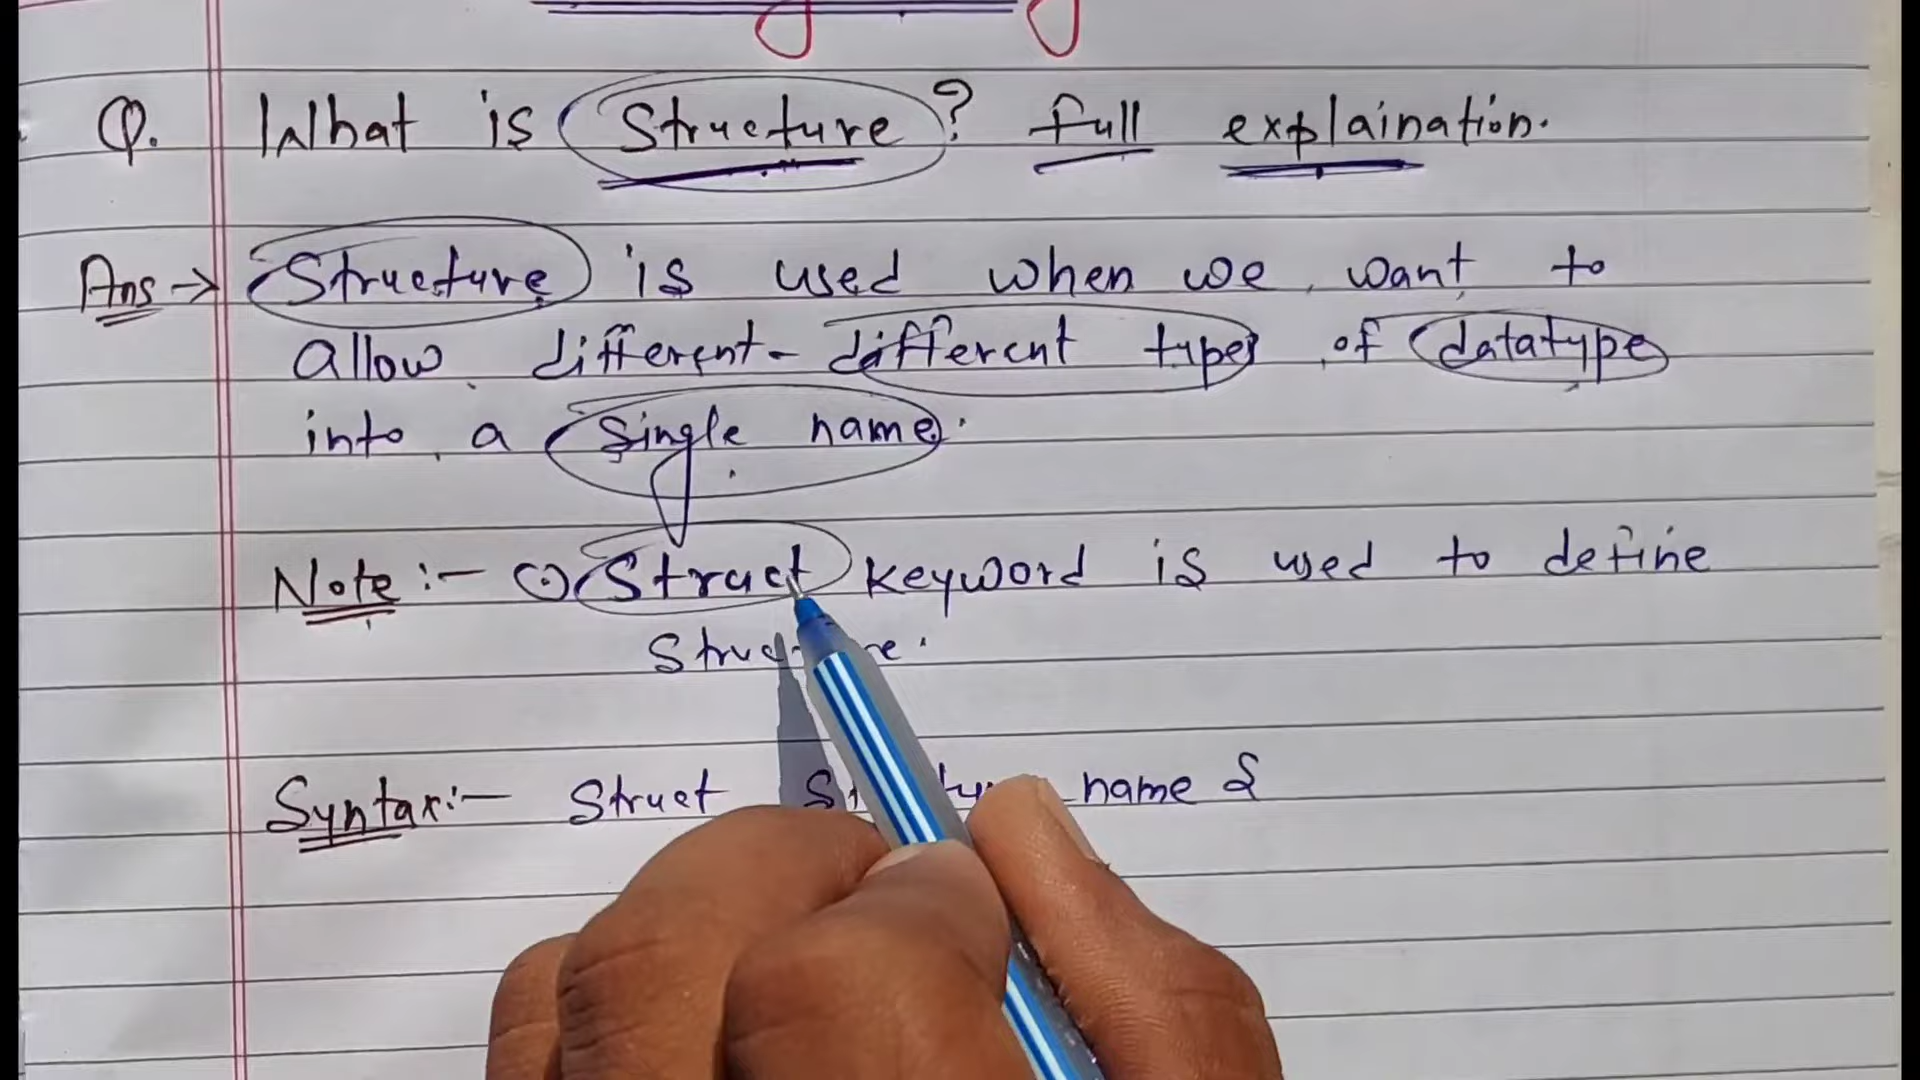 Q. What is Structure? full explaination.
Ans → Structure is used when we want to
allow different-different types of datatype
into a single name.
Note :- Struct keyword is used to define
Syntax:- Struct name {